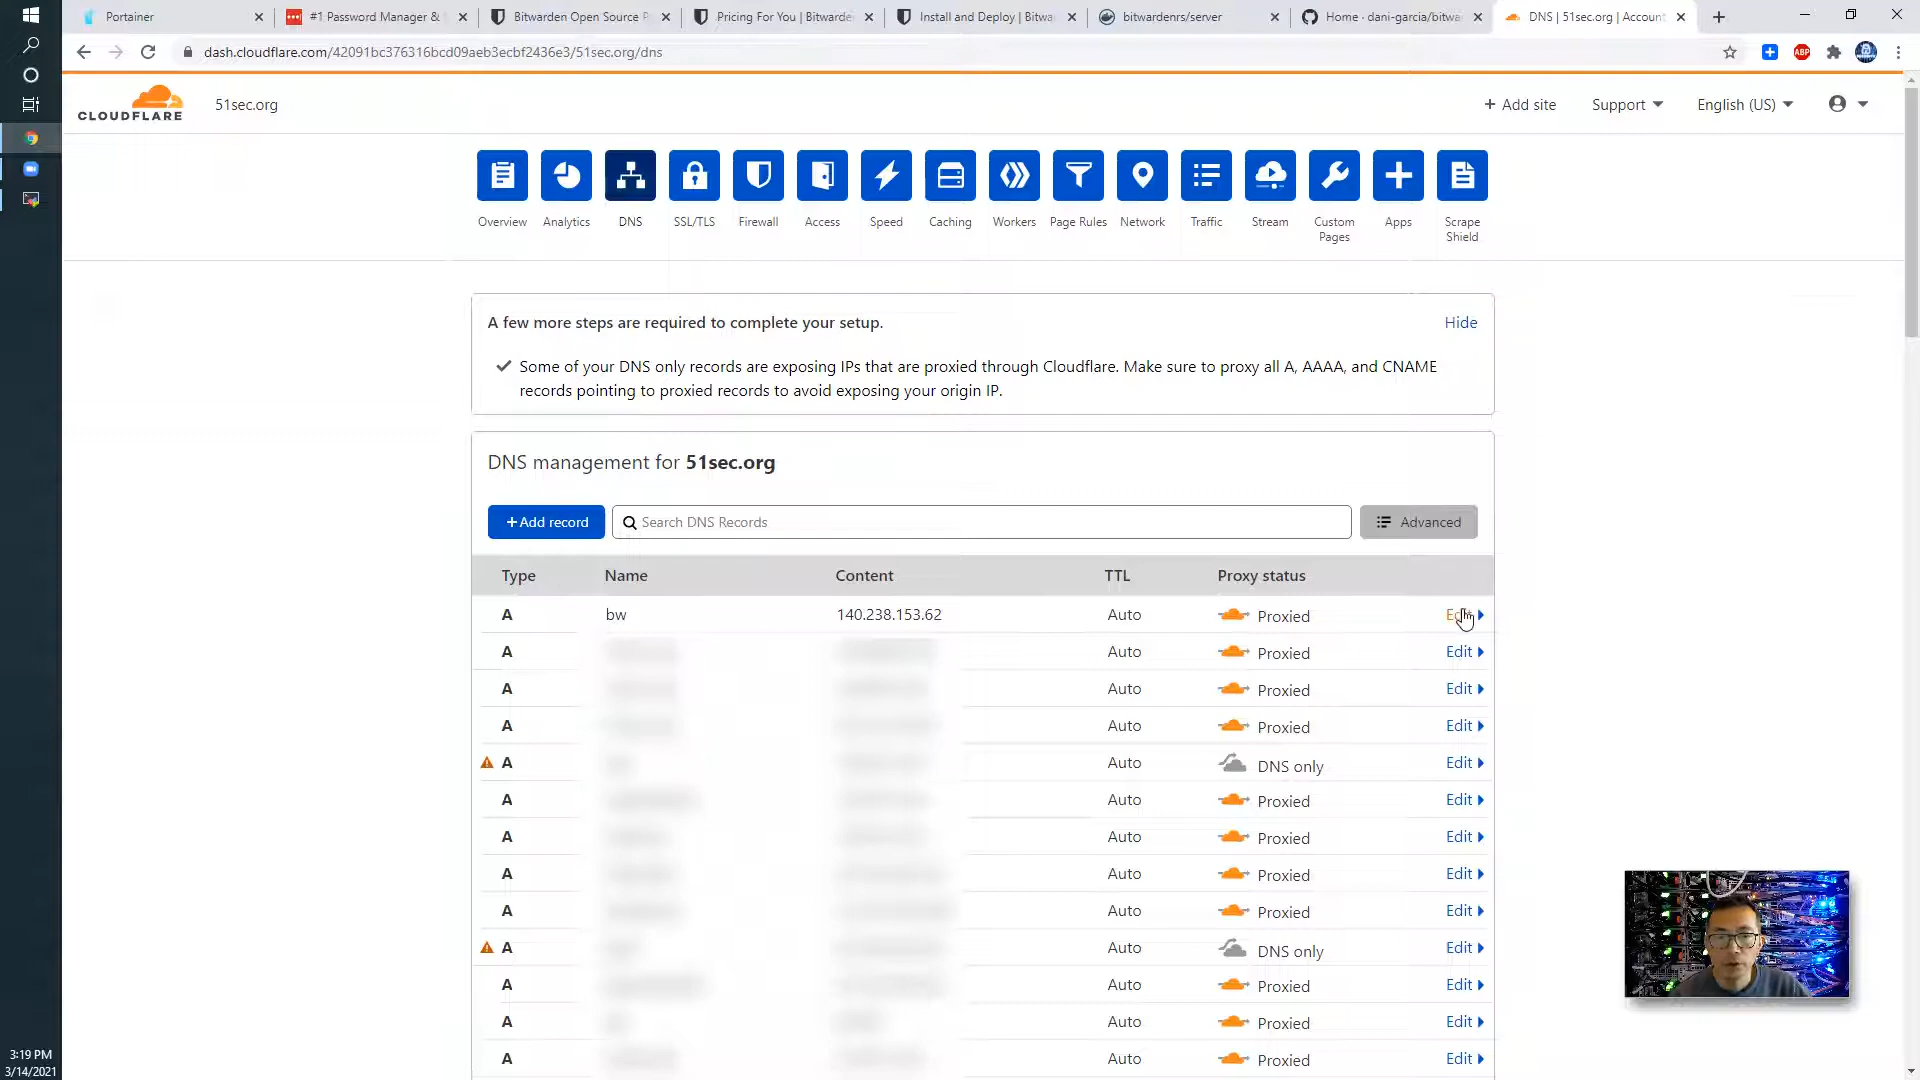 Portainer
#1 Password Manager &
Bitwarden Open Source P
Pricing For You | Bitwarde
Install and Deploy | Bitwa
bitwardenrs/server
Home · dani-garcia/bitwa
DNS | 51sec.org | Account
dash.cloudflare.com/42091bc376316bcd09aeb3ecbf2436e3/51sec.org/dns
ABP
CLOUDFLARE
51sec.org
+ Add site
Support
English (US)
Overview
Analytics
DNS
SSL/TLS
Firewall
Access
Speed
Caching
Workers
Page Rules
Network
Traffic
Stream
Custom
Pages
Apps
Scrape
Shield
A few more steps are required to complete your setup.
Hide
Some of your DNS only records are exposing IPs that are proxied through Cloudflare. Make sure to proxy all A, AAAA, and CNAME
records pointing to proxied records to avoid exposing your origin IP.
DNS management for 51sec.org
+ Add record
Search DNS Records
Advanced
Type Name Content TTL Proxy status
A bw 140.238.153.62 Auto Proxied Edit
A Auto Proxied Edit
A Auto Proxied Edit
A Auto Proxied Edit
A Auto DNS only Edit
A Auto Proxied Edit
A Auto Proxied Edit
A Auto Proxied Edit
A Auto Proxied Edit
A Auto DNS only Edit
A Auto Proxied Edit
A Auto Proxied Edit
A Auto Proxied Edit
3:19 PM
3/14/2021